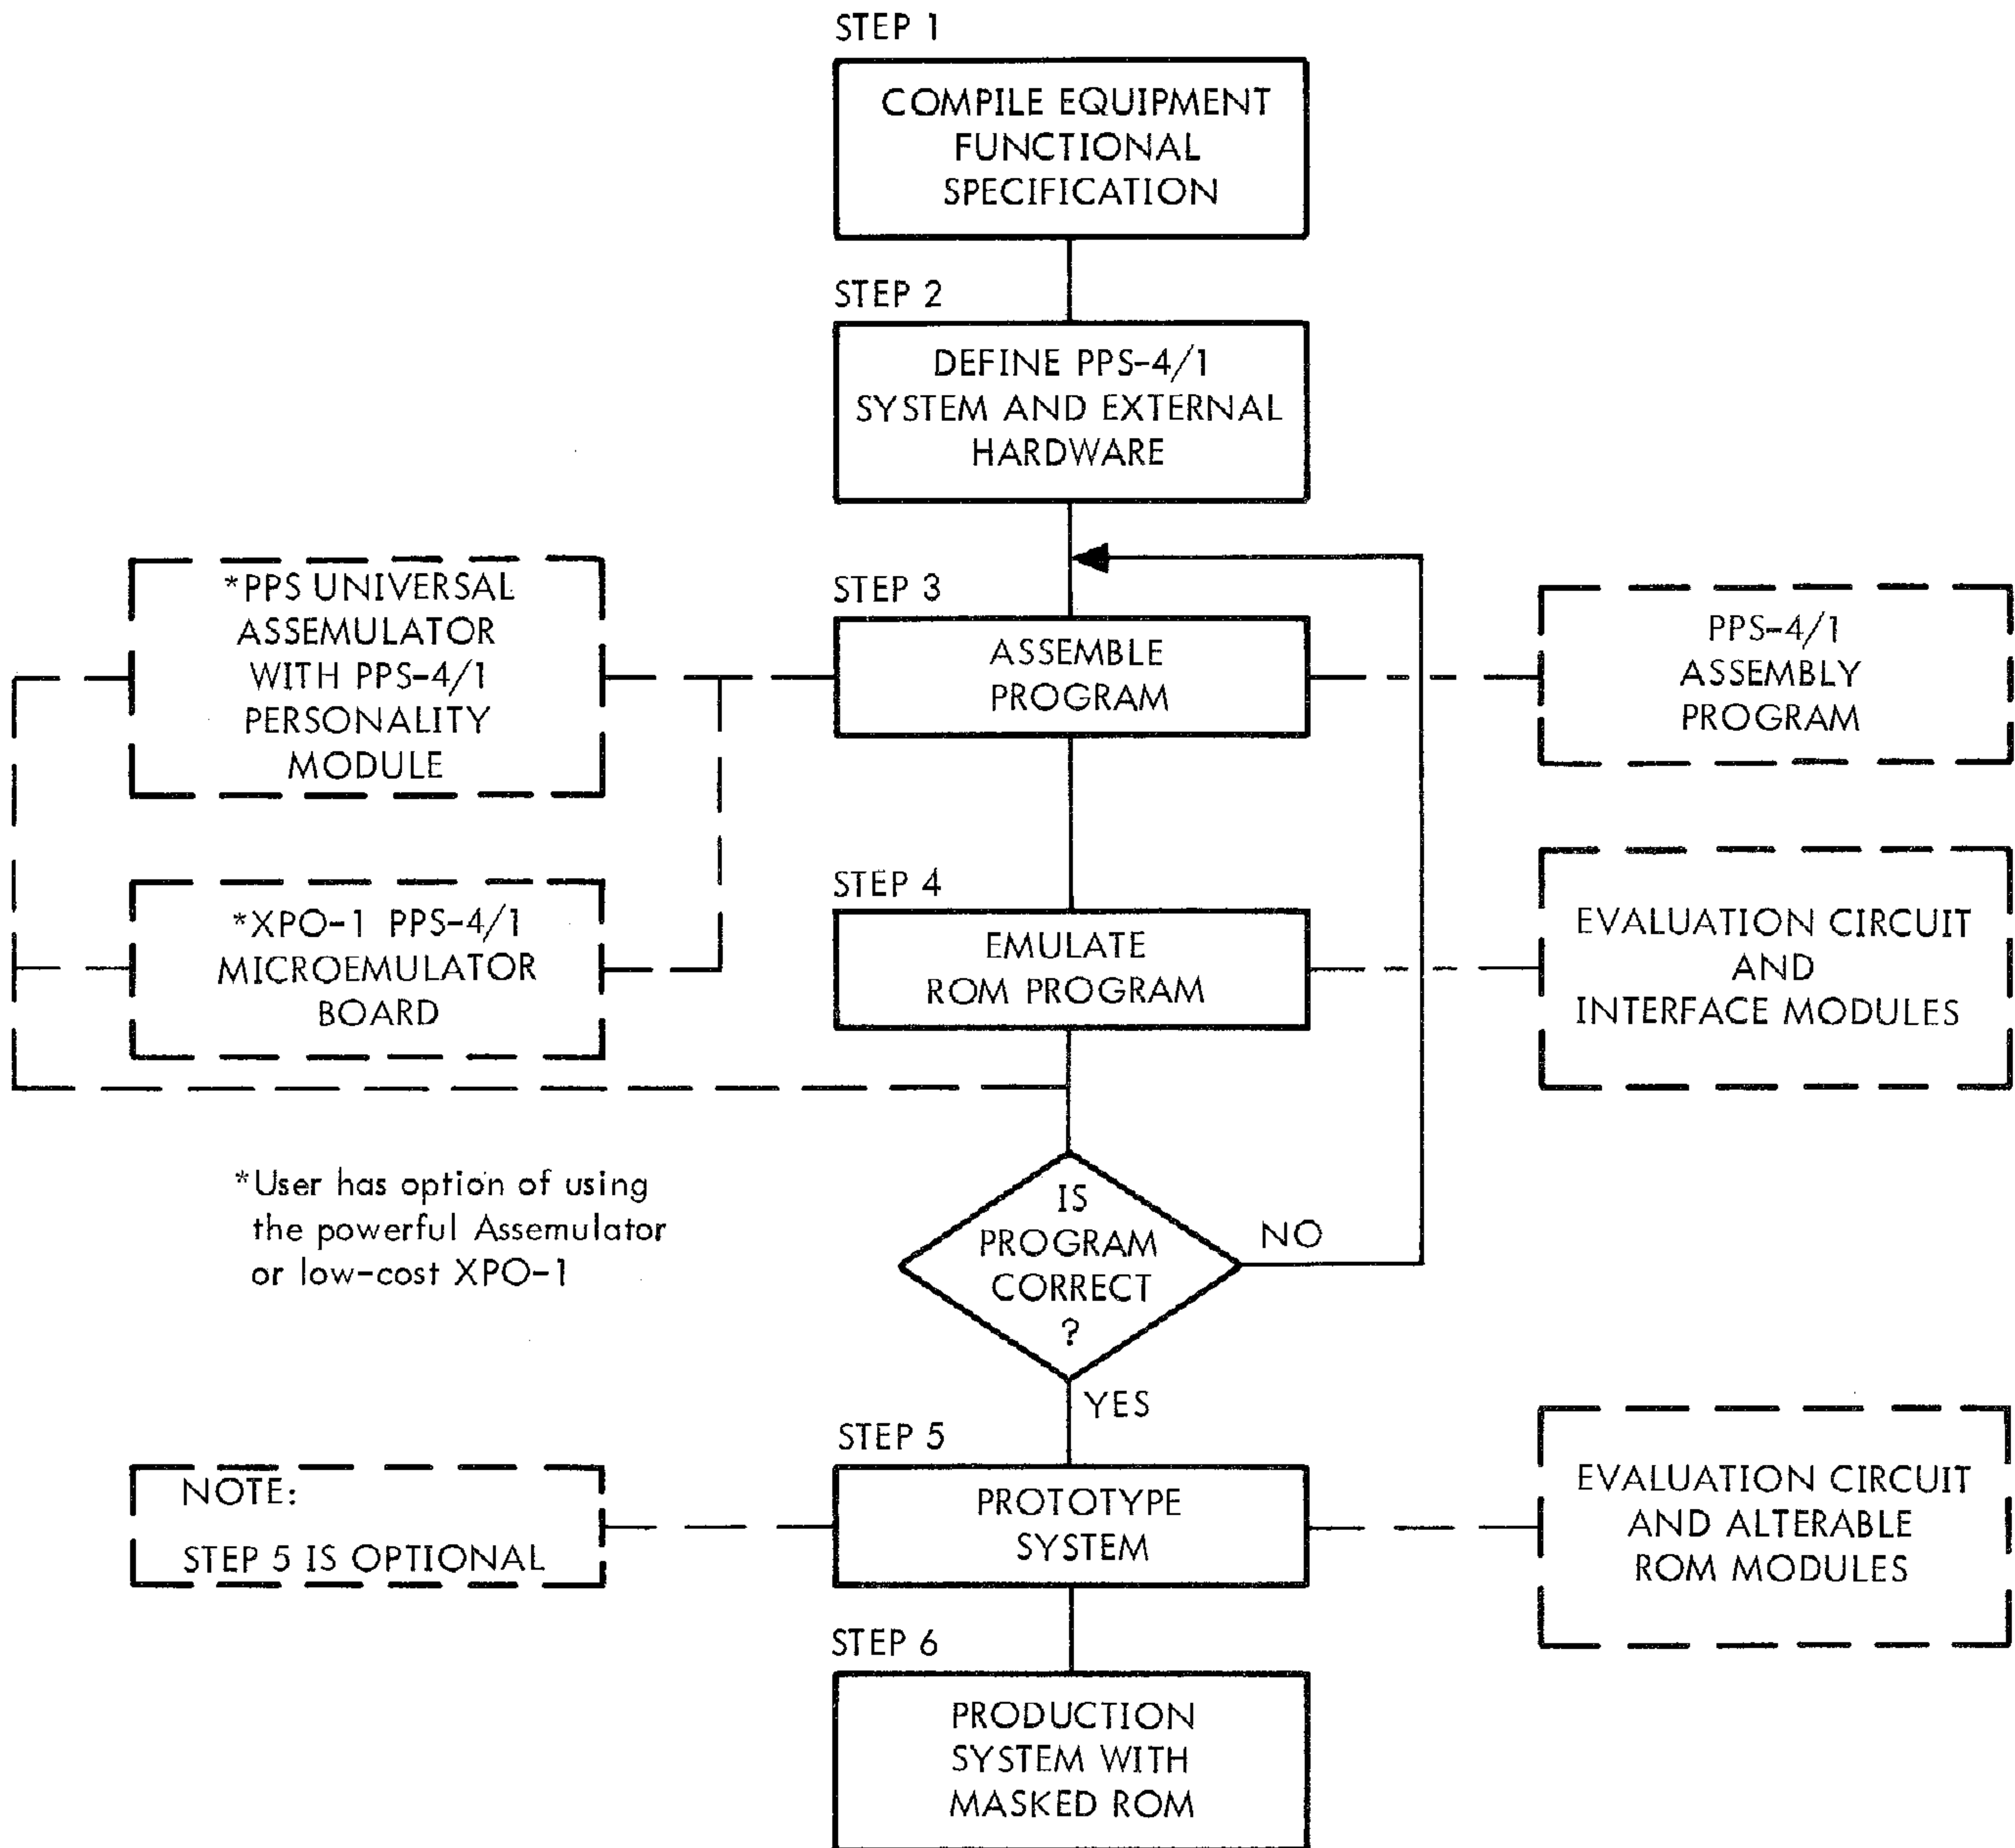 STEP 1
COMPILE EQUIPMENT
FUNCTIONAL
SPECIFICATION
STEP 2
DEFINE PPS-4/1
SYSTEM AND EXTERNAL
HARDWARE
*PPS UNIVERSAL
ASSEMULATOR
WITH PPS-4/1
PERSONALITY
MODULE
STEP 3
ASSEMBLE
PROGRAM
PPS-4/1
ASSEMBLY
PROGRAM
*XPO-1 PPS-4/1
MICROEMULATOR
BOARD
STEP 4
EMULATE
ROM PROGRAM
EVALUATION CIRCUIT
AND
INTERFACE MODULES
*User has option of using
the powerful Assemulator
or low-cost XPO-1
IS
PROGRAM
CORRECT
?
NO
YES
NOTE:
STEP 5 IS OPTIONAL
STEP 5
PROTOTYPE
SYSTEM
EVALUATION CIRCUIT
AND ALTERABLE
ROM MODULES
STEP 6
PRODUCTION
SYSTEM WITH
MASKED ROM